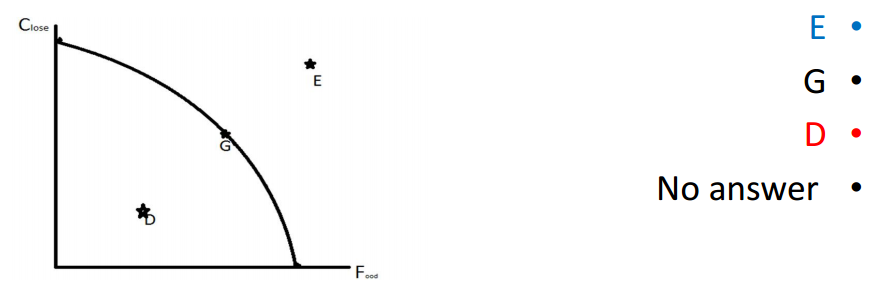 Close
E
G
D
Food
E •
G •
D •
No answer •